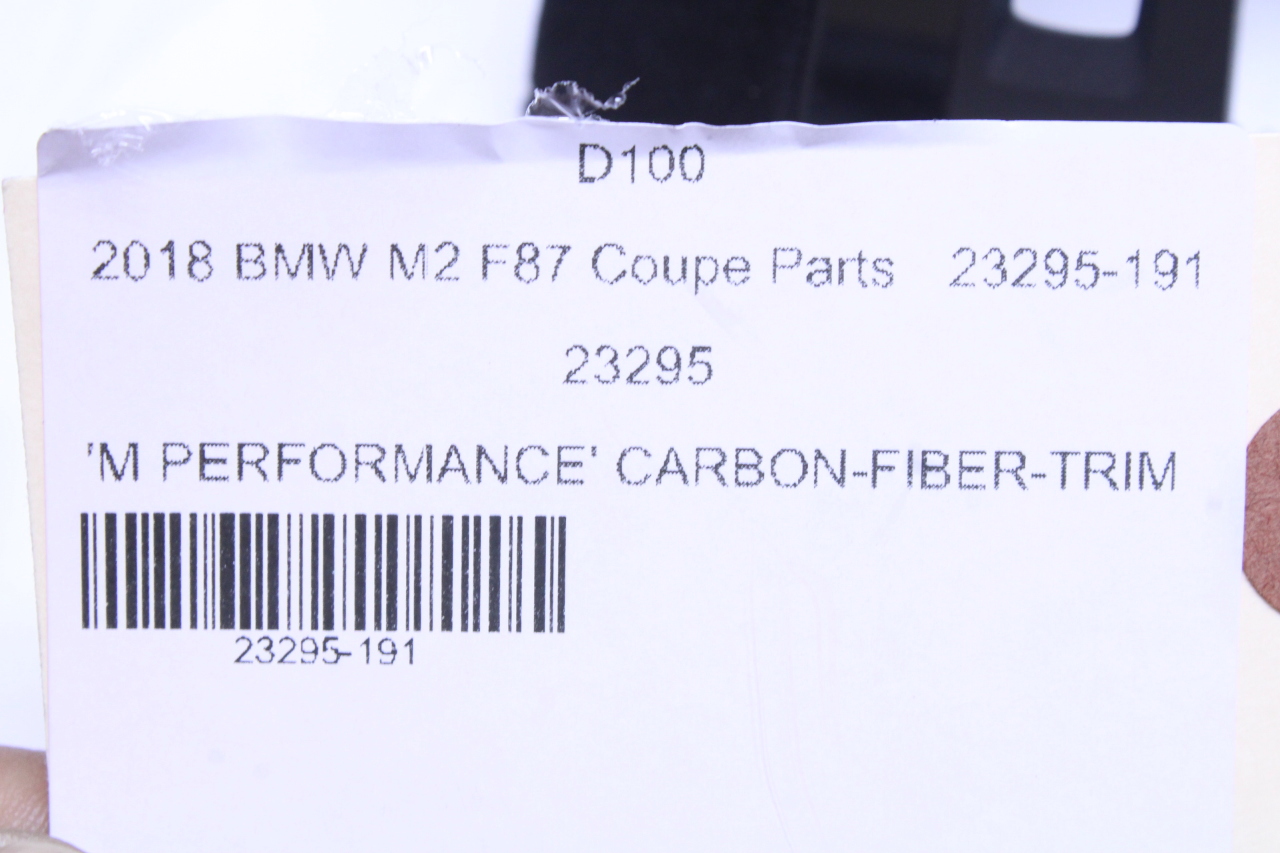 D100
2018 BMW M2 F87 Coupe Parts 23295-191
23295
'M PERFORMANCE' CARBON-FIBER-TRIM
23295-191